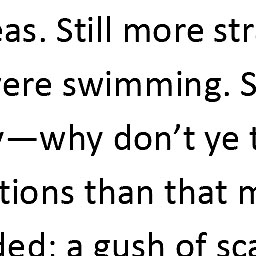 eas. Still more stra
were swimming. S
y—why don’t ye t
tions than that m
ded; a gush of sca